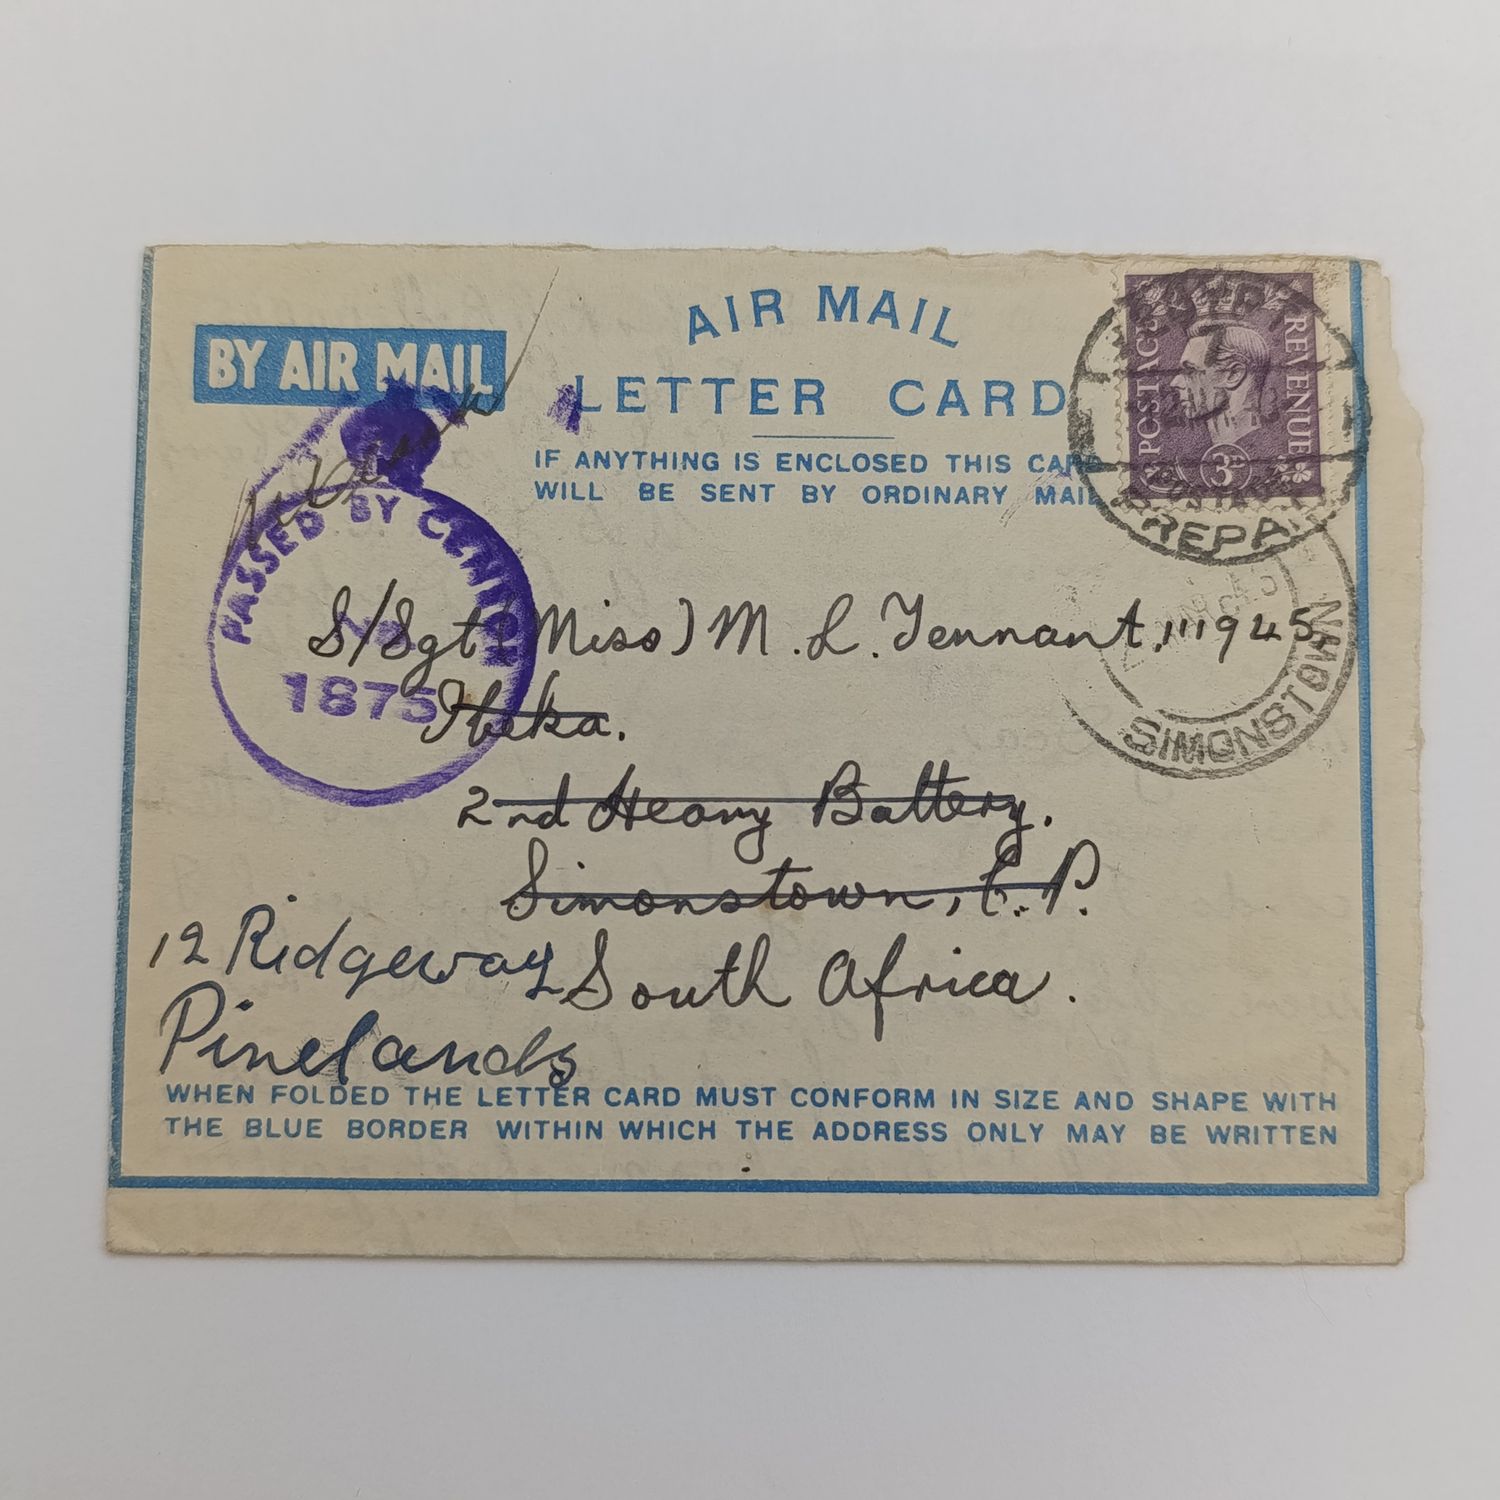 BY AIR MAIL
AIR MAIL
LETTER CARD
IF ANYTHING IS ENCLOSED THIS CARD
WILL BE SENT BY ORDINARY MAIL
POSTAGE REVENUE
3D
PREPAID
PASSED BY CENSOR
No
1875
SIMONSTOWN
S/Sgt (Miss) M. L. Tennant,
Ibeka.
2nd Heavy Battery.
Simonstown, C.P.
South Africa.
12 Ridgeway
Pinelands
WHEN FOLDED THE LETTER CARD MUST CONFORM IN SIZE AND SHAPE WITH
THE BLUE BORDER WITHIN WHICH THE ADDRESS ONLY MAY BE WRITTEN